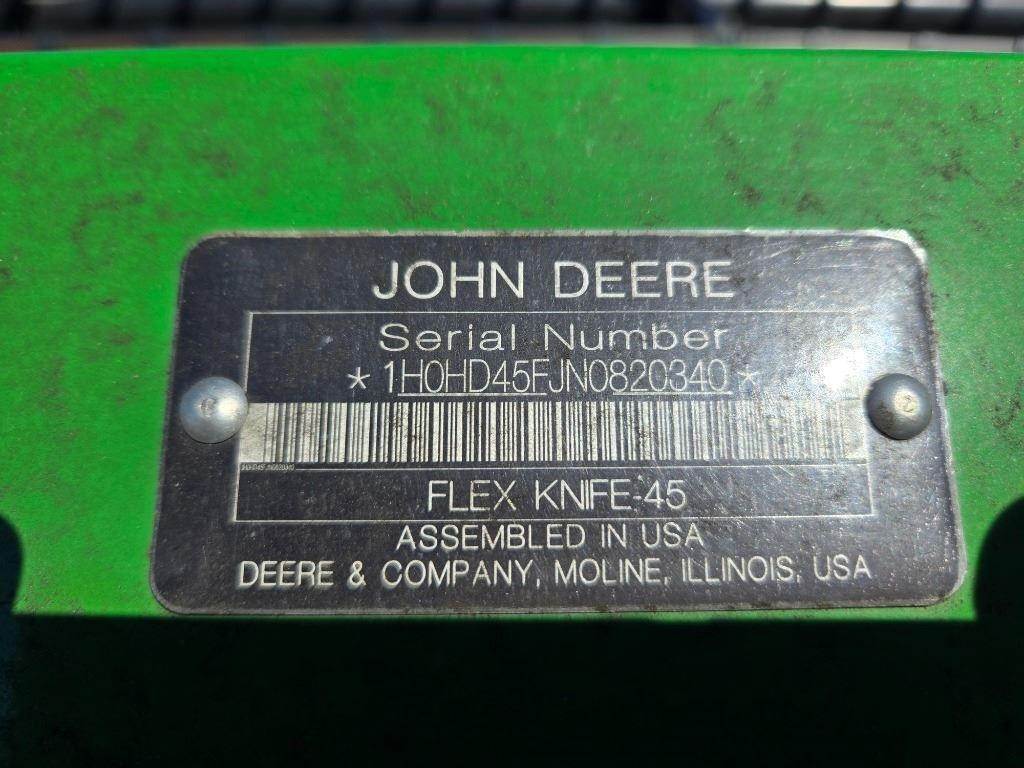 JOHN DEERE
Serial Number
*1H0HD45FJN0820340*
FLEX KNIFE-45
ASSEMBLED IN USA
DEERE & COMPANY, MOLINE, ILLINOIS, USA